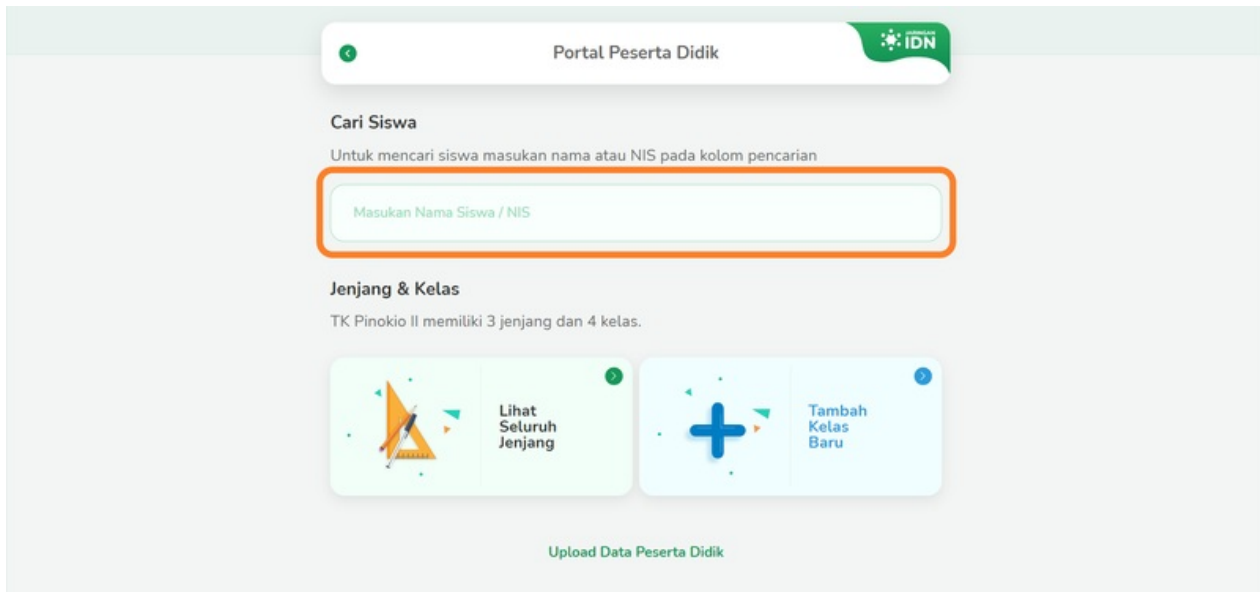 Portal Peserta Didik
IDN
Cari Siswa
Untuk mencari siswa masukan nama atau NIS pada kolom pencarian
Masukan Nama Siswa / NIS
Jenjang & Kelas
TK Pinokio II memiliki 3 jenjang dan 4 kelas.
Lihat
Seluruh
Jenjang
Tambah
Kelas
Baru
Upload Data Peserta Didik